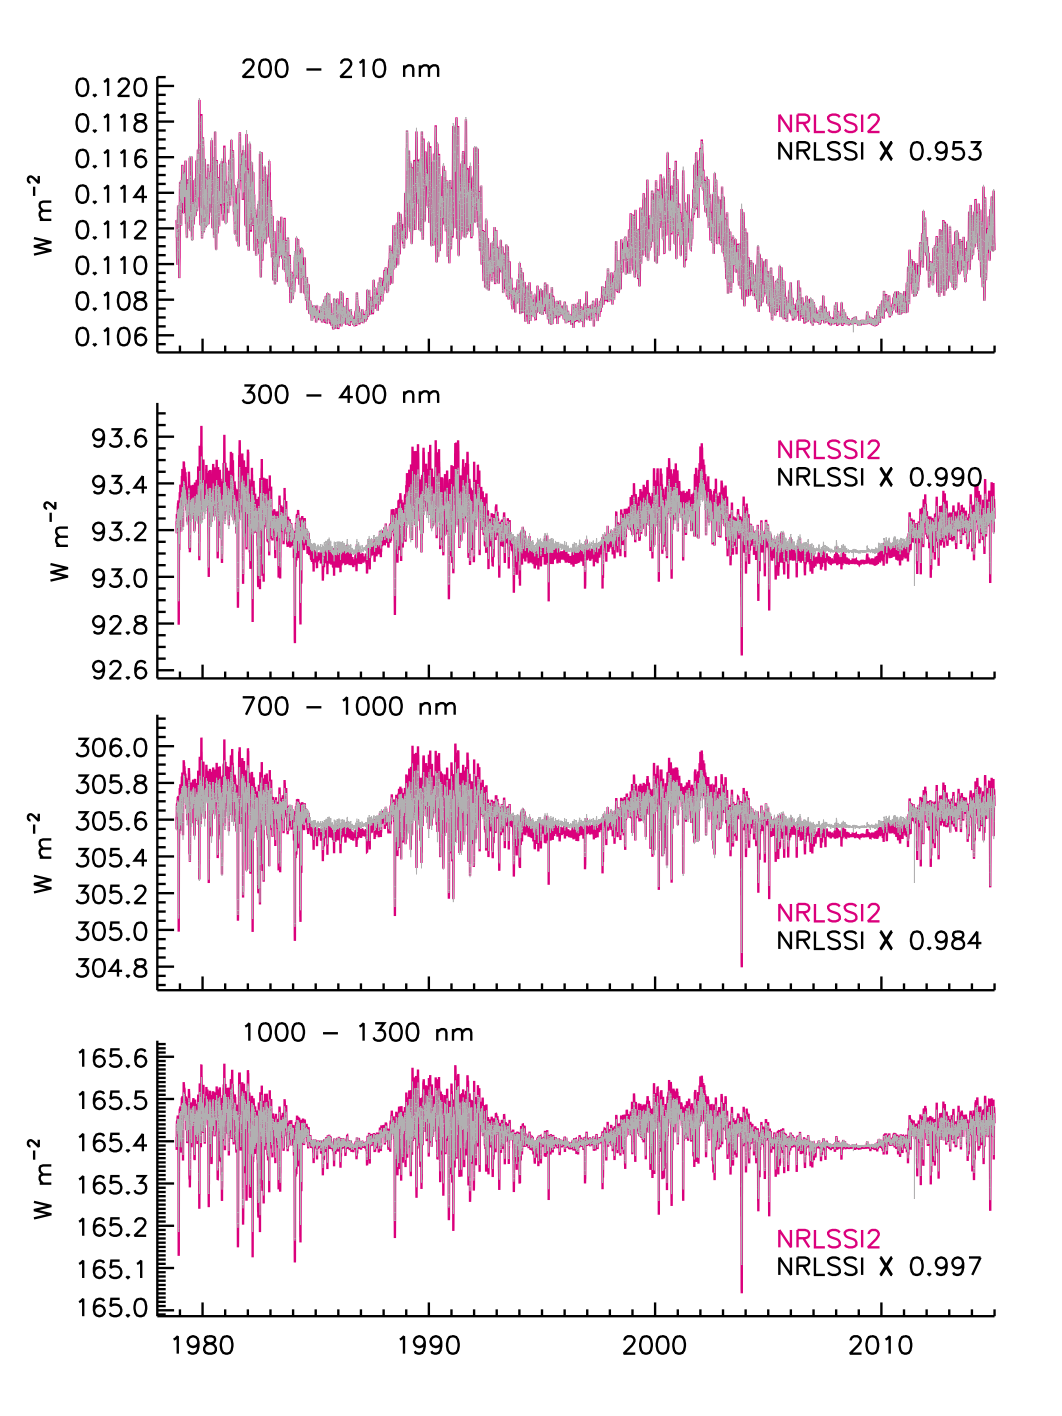 200 − 210 nm
0.120
0.118
0.116
0.114
0.112
0.110
0.108
0.106
W m−2
NRLSSI2
NRLSSI X 0.953
300 − 400 nm
93.6
93.4
93.2
93.0
92.8
92.6
W m−2
NRLSSI2
NRLSSI X 0.990
700 − 1000 nm
306.0
305.8
305.6
305.4
305.2
305.0
304.8
W m−2
NRLSSI2
NRLSSI X 0.984
1000 − 1300 nm
165.6
165.5
165.4
165.3
165.2
165.1
165.0
W m−2
NRLSSI2
NRLSSI X 0.997
1980 1990 2000 2010